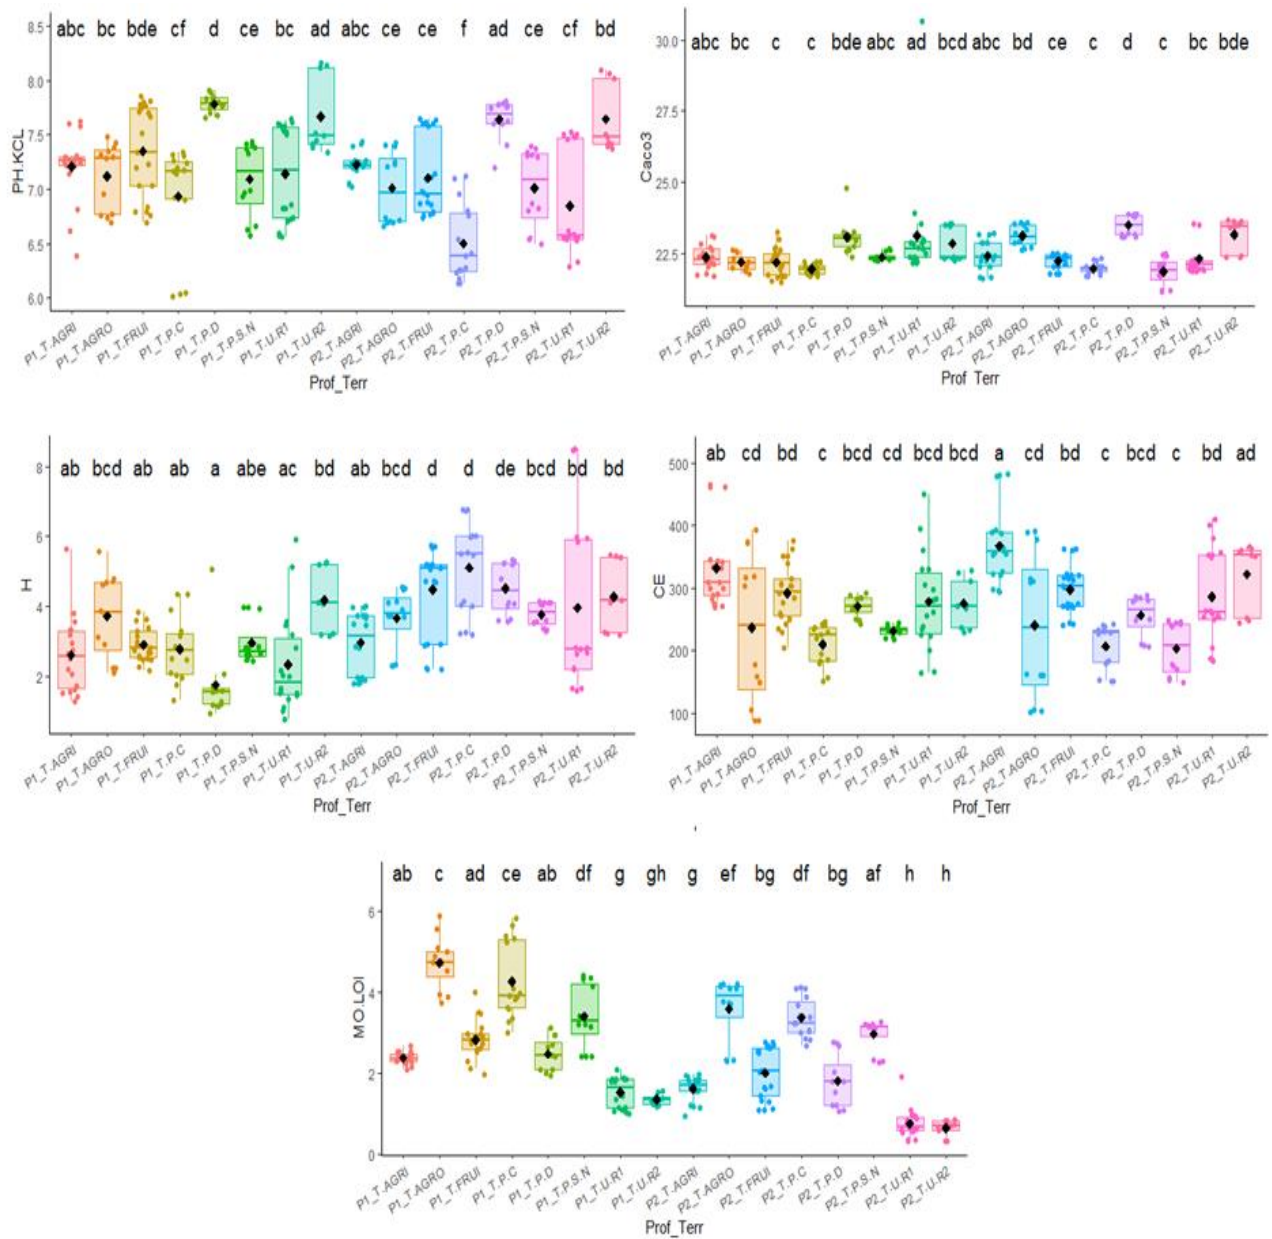 8.5
8.0
7.5
7.0
6.5
6.0
PH.KCL
abc bc bde cf d ce bc ad abc ce ce f ad ce cf bd
P1_T-AGRI P1_T-AGRO P1_T-FRUI P1_T.P.C P1_T.P.D P1_T.P.S.N P1_T.U.R1 P1_T.U.R2 P2_T-AGRI P2_T-AGRO P2_T-FRUI P2_T.P.C P2_T.P.D P2_T.P.S.N P2_T.U.R1 P2_T.U.R2
Prof_Terr
30.0
27.5
25.0
22.5
Caco3
abc bc c c bde abc ad bcd abc bd ce c d c bc bde
P1_T-AGRI P1_T-AGRO P1_T-FRUI P1_T.P.C P1_T.P.D P1_T.P.S.N P1_T.U.R1 P1_T.U.R2 P2_T-AGRI P2_T-AGRO P2_T-FRUI P2_T.P.C P2_T.P.D P2_T.P.S.N P2_T.U.R1 P2_T.U.R2
Prof Terr
8
6
4
2
H
ab bcd ab ab a abe ac bd ab bcd d d de bcd bd bd
P1_T-AGRI P1_T-AGRO P1_T-FRUI P1_T.P.C P1_T.P.D P1_T.P.S.N P1_T.U.R1 P1_T.U.R2 P2_T-AGRI P2_T-AGRO P2_T-FRUI P2_T.P.C P2_T.P.D P2_T.P.S.N P2_T.U.R1 P2_T.U.R2
Prof_Terr
500
400
300
200
100
CE
ab cd bd c bcd cd bcd bcd a cd bd c bcd c bd ad
P1_T-AGRI P1_T-AGRO P1_T-FRUI P1_T.P.C P1_T.P.D P1_T.P.S.N P1_T.U.R1 P1_T.U.R2 P2_T-AGRI P2_T-AGRO P2_T-FRUI P2_T.P.C P2_T.P.D P2_T.P.S.N P2_T.U.R1 P2_T.U.R2
Prof_Terr
6
4
2
0
MO.LOI
ab c ad ce ab df g gh g ef bg df bg af h h
P1_T-AGRI P1_T-AGRO P1_T-FRUI P1_T.P.C P1_T.P.D P1_T.P.S.N P1_T.U.R1 P1_T.U.R2 P2_T-AGRI P2_T-AGRO P2_T-FRUI P2_T.P.C P2_T.P.D P2_T.P.S.N P2_T.U.R1 P2_T.U.R2
Prof_Terr